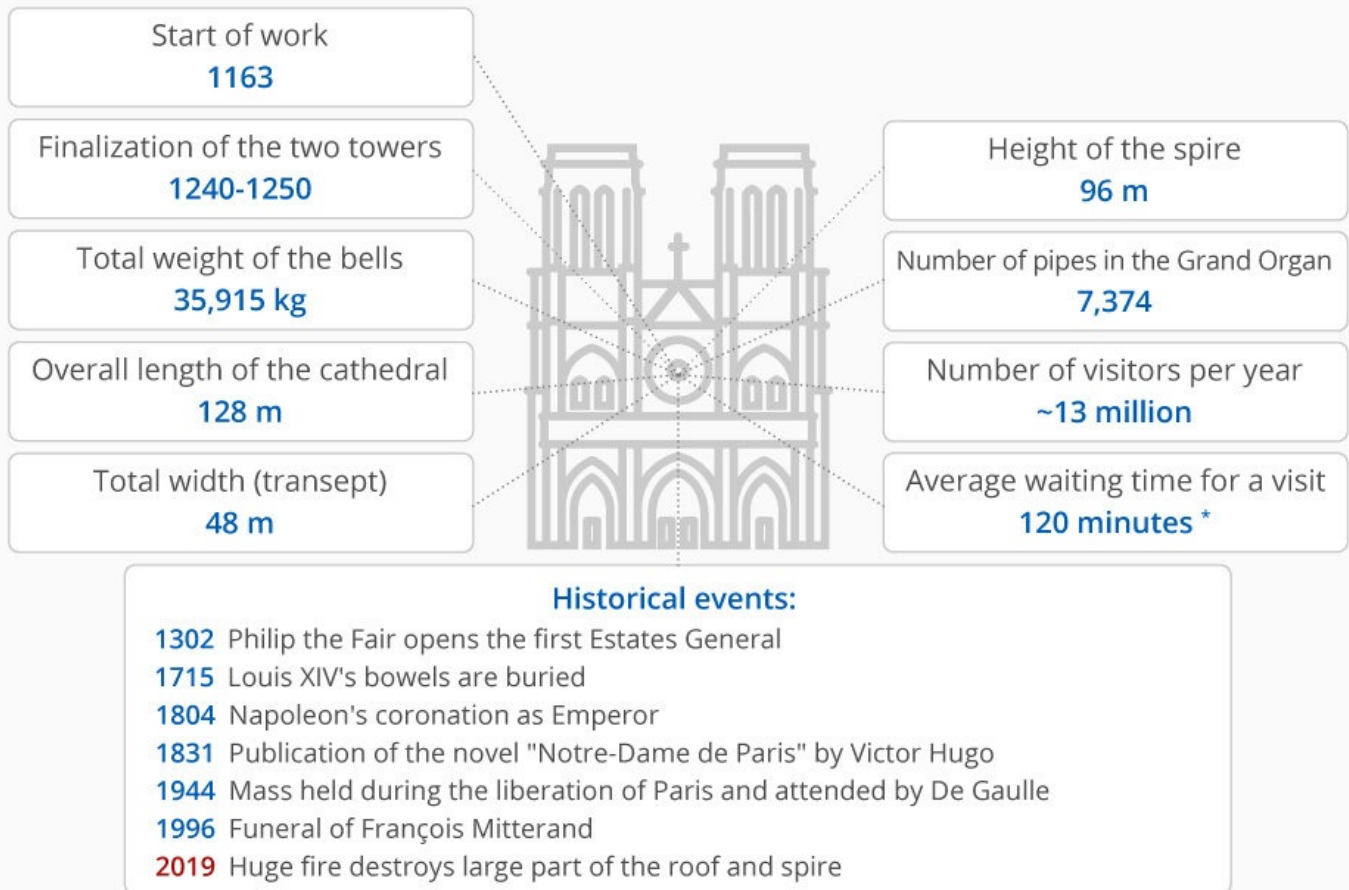 Start of work
1163
Finalization of the two towers
1240-1250
Total weight of the bells
35,915 kg
Overall length of the cathedral
128 m
Total width (transept)
48 m
Height of the spire
96 m
Number of pipes in the Grand Organ
7,374
Number of visitors per year
~13 million
Average waiting time for a visit
120 minutes *
Historical events:
1302 Philip the Fair opens the first Estates General
1715 Louis XIV's bowels are buried
1804 Napoleon's coronation as Emperor
1831 Publication of the novel "Notre-Dame de Paris" by Victor Hugo
1944 Mass held during the liberation of Paris and attended by De Gaulle
1996 Funeral of François Mitterand
2019 Huge fire destroys large part of the roof and spire